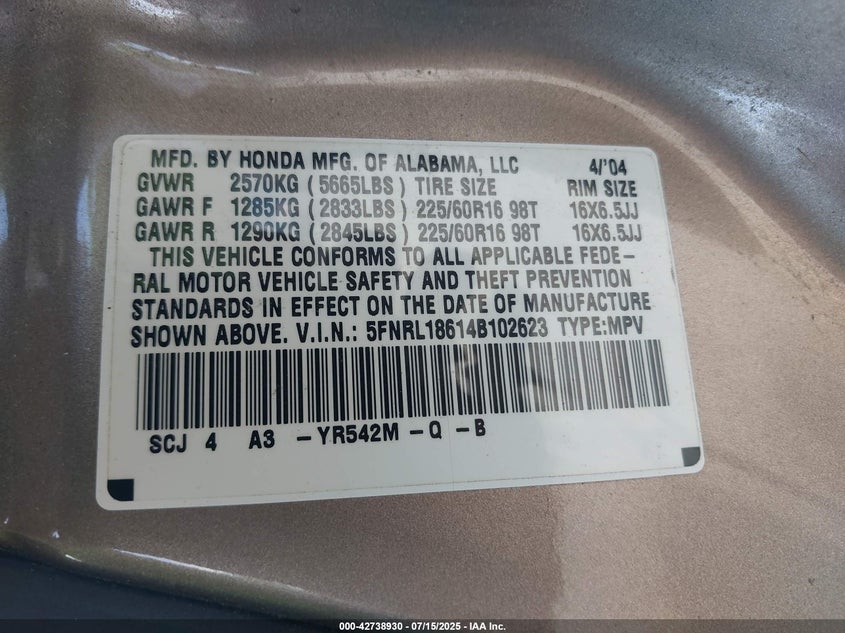 MFD. BY HONDA MFG. OF ALABAMA, LLC 4/'04
GVWR 2570KG (5665LBS) TIRE SIZE RIM SIZE
GAWR F 1285KG (2833LBS) 225/60R16 98T 16X6.5JJ
GAWR R 1290KG (2845LBS) 225/60R16 98T 16X6.5JJ
THIS VEHICLE CONFORMS TO ALL APPLICABLE FEDE-
RAL MOTOR VEHICLE SAFETY AND THEFT PREVENTION
STANDARDS IN EFFECT ON THE DATE OF MANUFACTURE
SHOWN ABOVE. V.I.N.: 5FNRL18614B102623 TYPE:MPV
SCJ 4 A3 -YR542M-Q-B
000-42738930 - 07/15/2025 - IAA Inc.